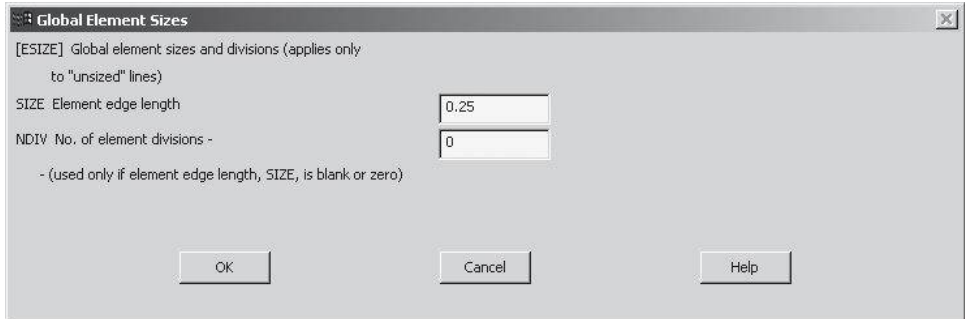 Global Element Sizes
[ESIZE] Global element sizes and divisions (applies only
to "unsized" lines)
SIZE Element edge length
0.25
NDIV No. of element divisions -
0
- (used only if element edge length, SIZE, is blank or zero)
OK
Cancel
Help